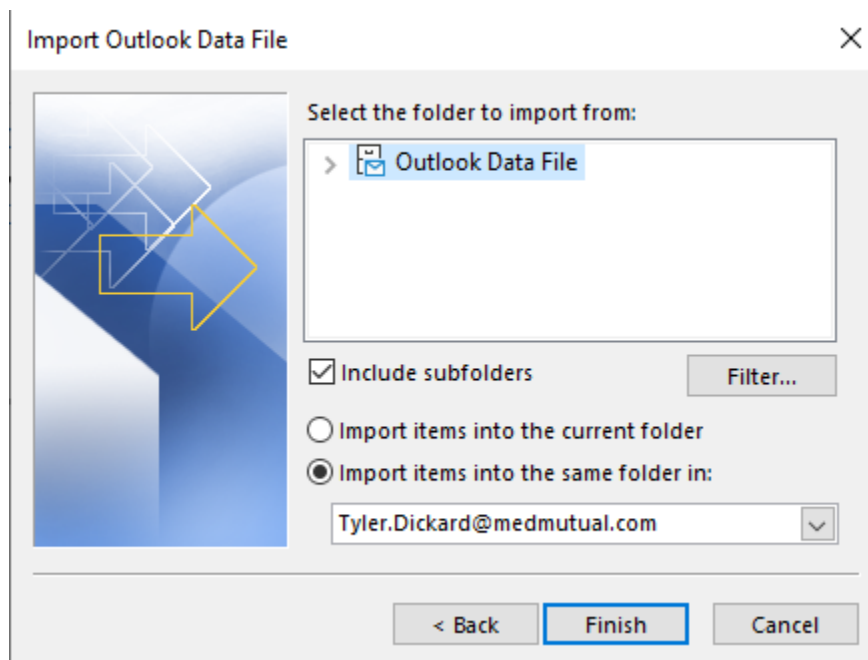 Import Outlook Data File
Select the folder to import from:
Outlook Data File
Include subfolders
Filter...
Import items into the current folder
Import items into the same folder in:
Tyler.Dickard@medmutual.com
< Back
Finish
Cancel